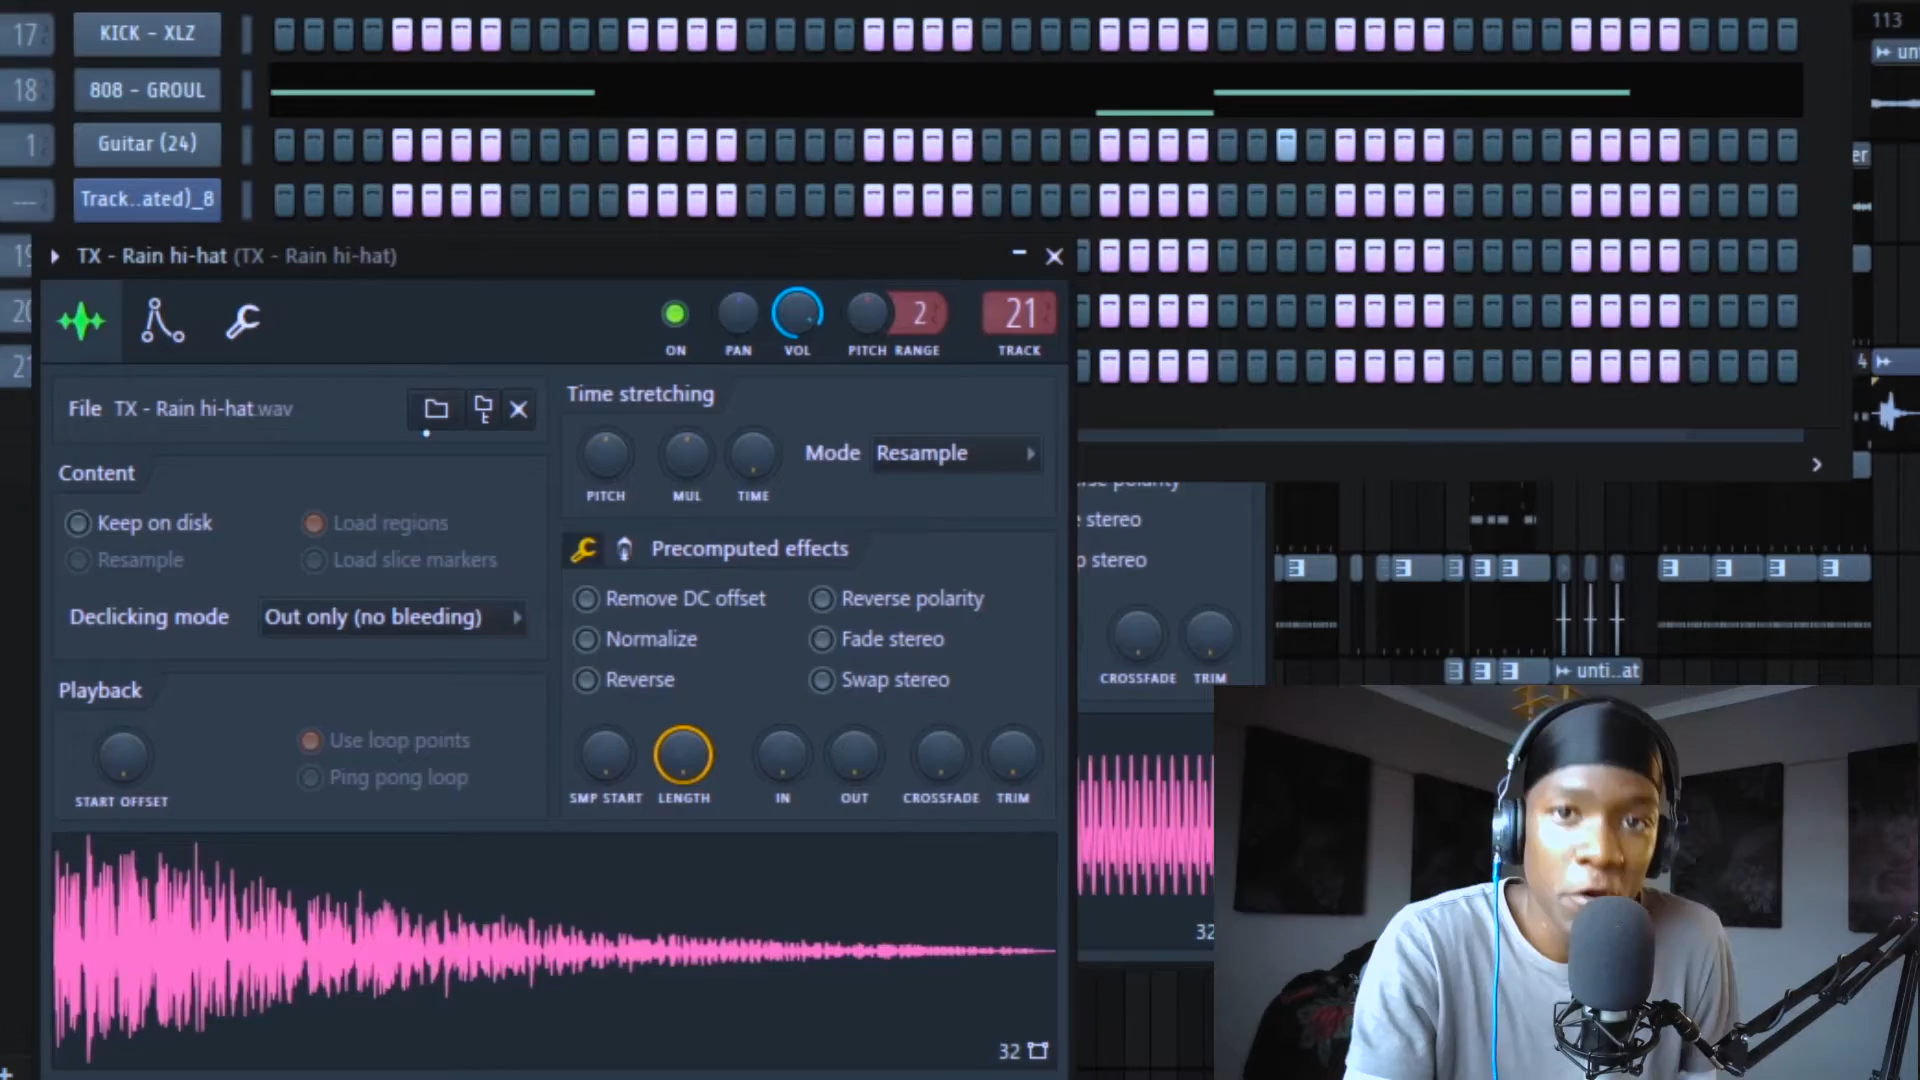 17 KICK - XLZ
113
18 808 - GROUL
1 Guitar (24)
--- Track..ated)_8
TX - Rain hi-hat (TX - Rain hi-hat)
2
21
ON PAN VOL PITCH RANGE TRACK
File TX - Rain hi-hat.wav
Time stretching
Mode Resample
PITCH MUL TIME
4
Content
Keep on disk
Load regions
Resample
Load slice markers
Declicking mode Out only (no bleeding)
Precomputed effects
Remove DC offset
Reverse polarity
Normalize
Fade stereo
Reverse
Swap stereo
stereo
stereo
CROSSFADE TRIM
unti..at
Playback
Use loop points
Ping pong loop
START OFFSET
SMP START LENGTH IN OUT CROSSFADE TRIM
32
32